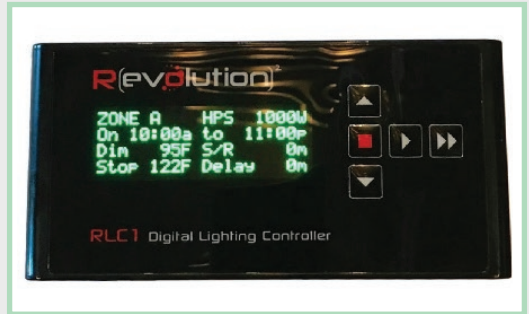 R(evolution)
ZONE A HPS 1000W
On 10:00a to 11:00p
Dim 95F S/R 0m
Stop 122F Delay 0m
RLC1 Digital Lighting Controller